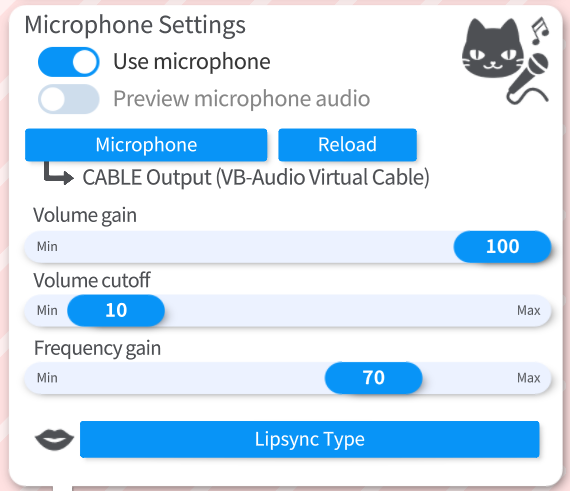 Microphone Settings
Use microphone
Preview microphone audio
Microphone
Reload
CABLE Output (VB-Audio Virtual Cable)
Volume gain
Min
100
Volume cutoff
Min
10
Max
Frequency gain
Min
70
Max
Lipsync Type